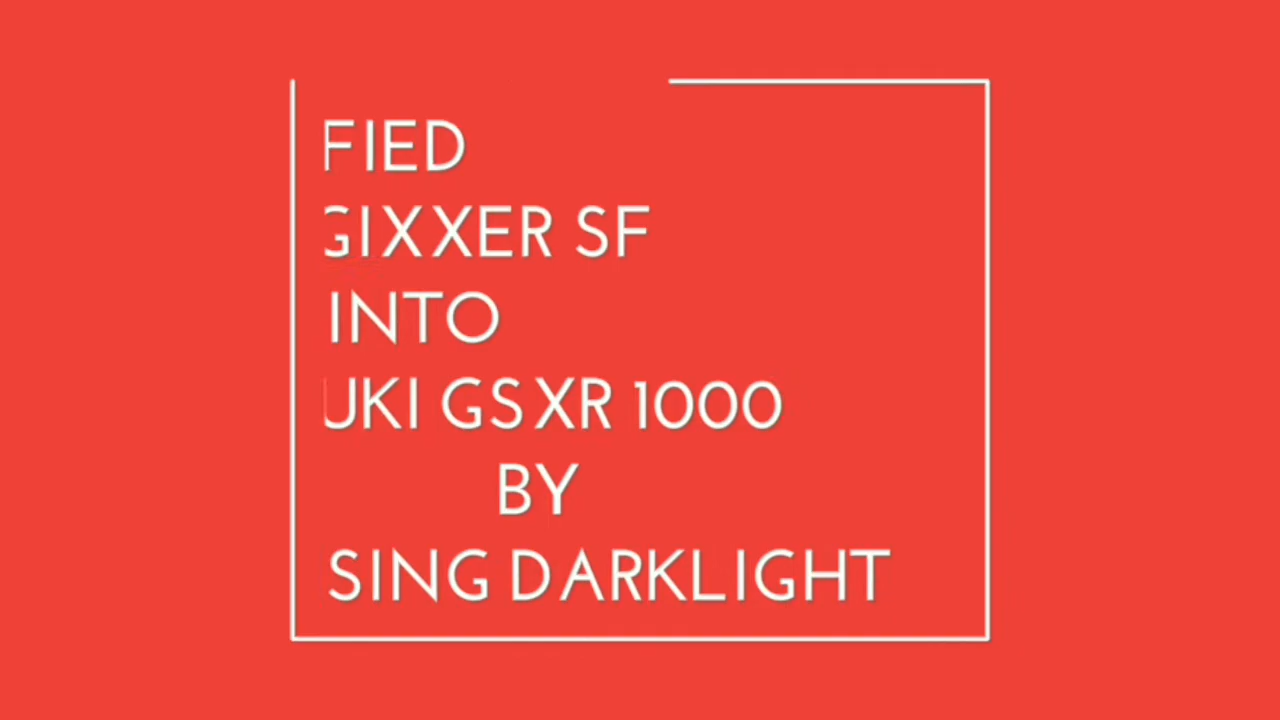 FIED
GIXXER SF
INTO
UKI GSXR 1000
BY
SING DARKLIGHT